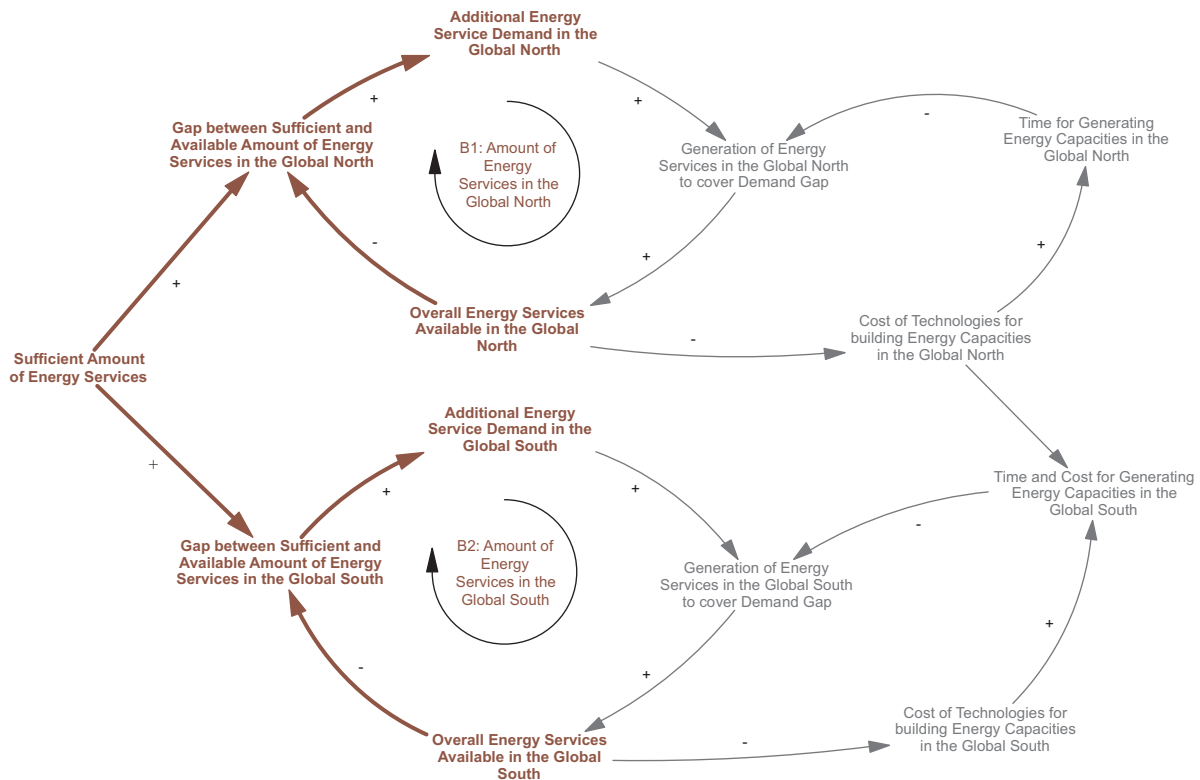 Additional Energy
Service Demand in the
Global North
+
+
-
Gap between Sufficient and
Available Amount of Energy
Services in the Global North
B1: Amount of
Energy
Services in the
Global North
Generation of Energy
Services in the Global North
to cover Demand Gap
Time for Generating
Energy Capacities in the
Global North
-
+
+
+
Overall Energy Services
Available in the Global
North
-
Cost of Technologies for
building Energy Capacities
in the Global North
Sufficient Amount
of Energy Services
Additional Energy
Service Demand in the
Global South
+
+
+
-
Time and Cost for Generating
Energy Capacities in the
Global South
Gap between Sufficient and
Available Amount of Energy
Services in the Global South
B2: Amount of
Energy
Services in the
Global South
Generation of Energy
Services in the Global South
to cover Demand Gap
+
-
+
Overall Energy Services
Available in the Global
South
-
Cost of Technologies for
building Energy Capacities
in the Global South